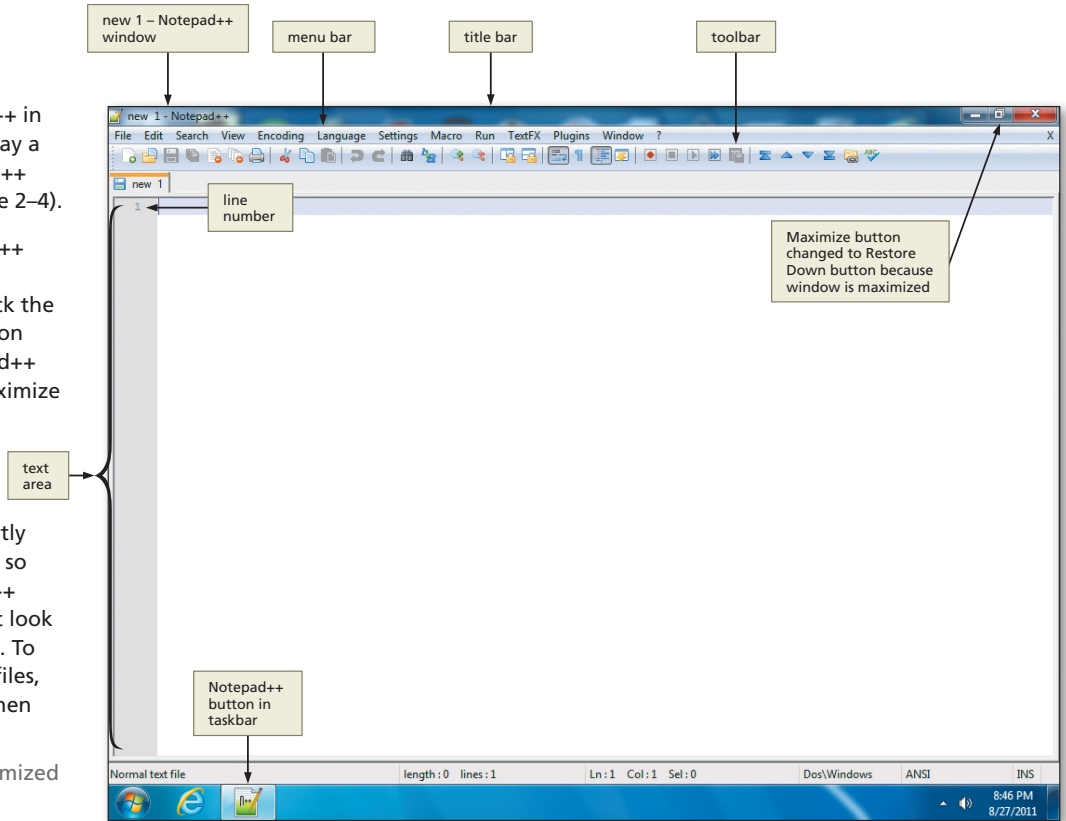 new 1 – Notepad++
window
menu bar
title bar
toolbar
++ in
ay a
++
e 2–4).
++
ck the
on
d++
ximize
tly
so
++
t look
. To
files,
hen
mized
new 1 - Notepad++
File Edit Search View Encoding Language Settings Macro Run TextFX Plugins Window ? X
new 1
1
line
number
Maximize button
changed to Restore
Down button because
window is maximized
text
area
Notepad++
button in
taskbar
Normal text file length : 0 lines : 1 Ln : 1 Col : 1 Sel : 0 Dos\Windows ANSI INS
8:46 PM
8/27/2011